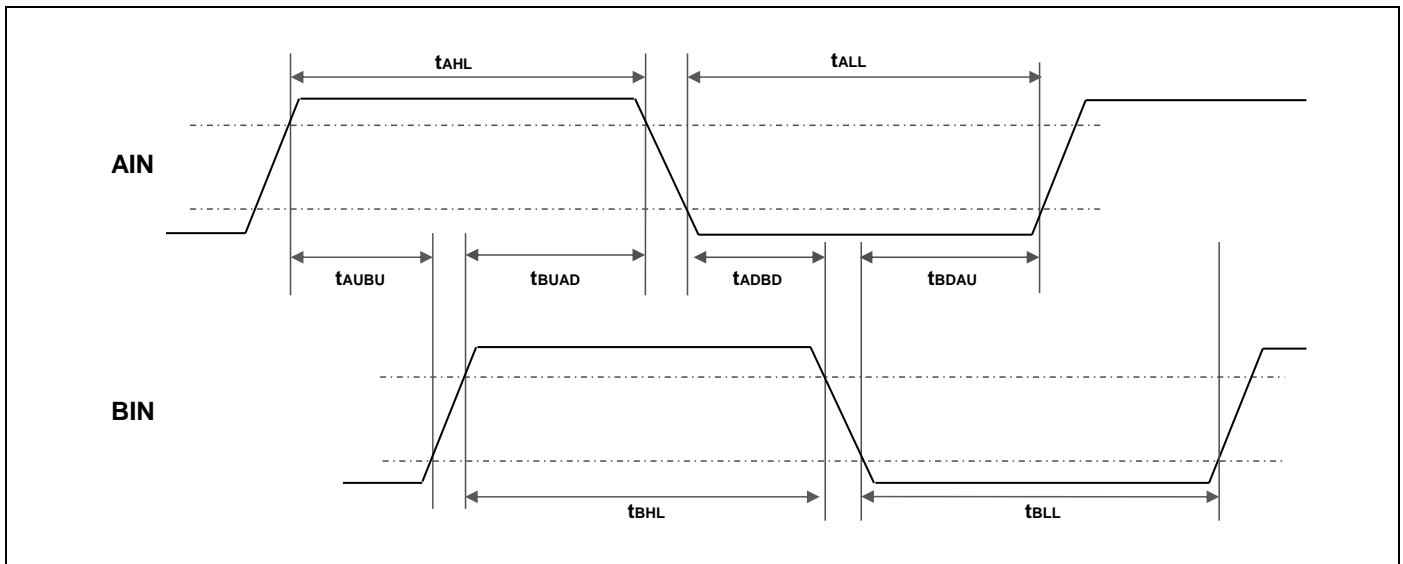 tAHL
tALL
AIN
tAUBU
tBUAD
tADBD
tBDAU
BIN
tBHL
tBLL